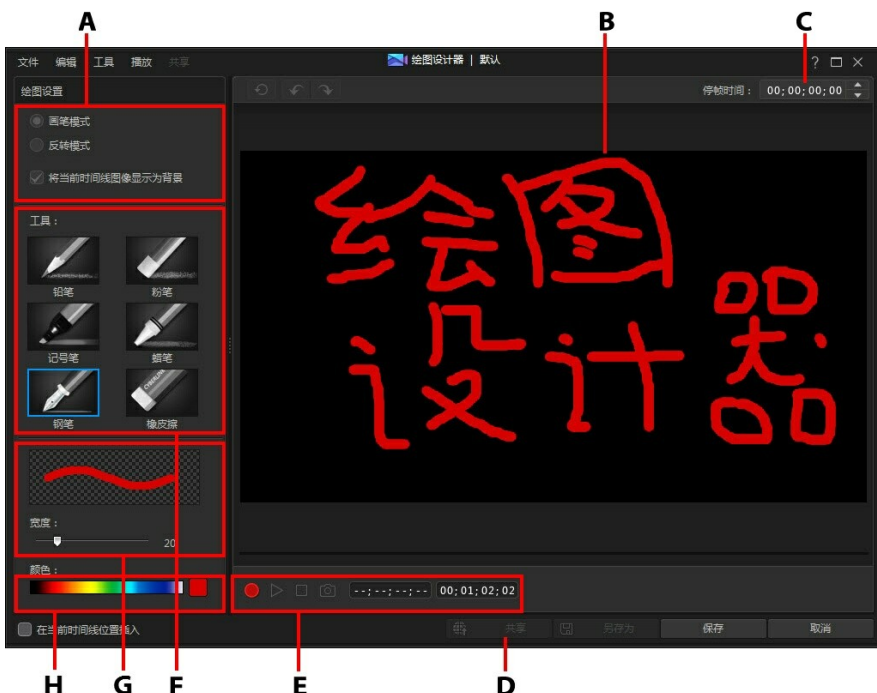 A B C
文件 编辑 工具 播放 共享 绘图设计器 | 默认 ?
绘图设置 停帧时间： 00;00;00;00
画笔模式
反转模式
将当前时间线图像显示为背景
工具：
铅笔 粉笔
记号笔 蜡笔
钢笔 橡皮擦
绘图
设计器
宽度：
20
颜色：
--;--;--;-- 00;01;02;02
在当前时间线位置插入 共享 另存为 保存 取消
H G F E D